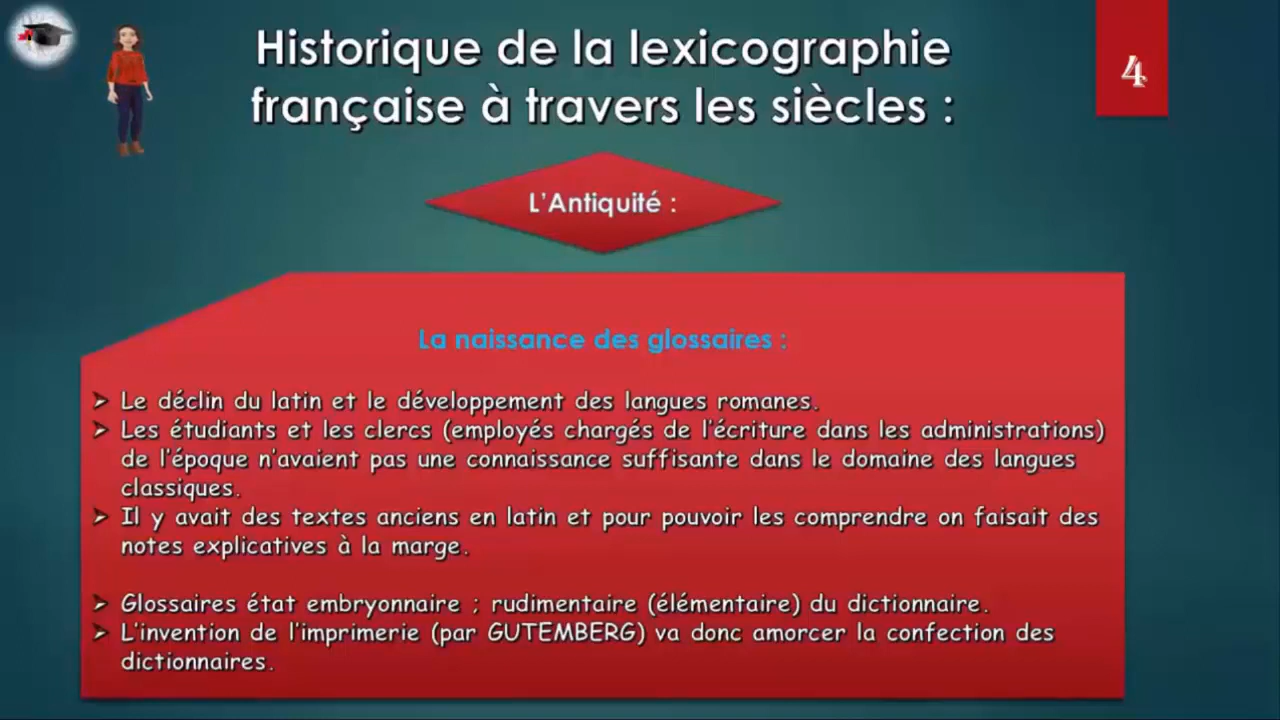 Historique de la lexicographie
française à travers les siècles :
4
L'Antiquité :
La naissance des glossaires :
➢ Le déclin du latin et le développement des langues romanes.
➢ Les étudiants et les clercs (employés chargés de l'écriture dans les administrations)
de l'époque n'avaient pas une connaissance suffisante dans le domaine des langues
classiques.
➢ Il y avait des textes anciens en latin et pour pouvoir les comprendre on faisait des
notes explicatives à la marge.
➢ Glossaires état embryonnaire ; rudimentaire (élémentaire) du dictionnaire.
➢ L'invention de l'imprimerie (par GUTEMBERG) va donc amorcer la confection des
dictionnaires.